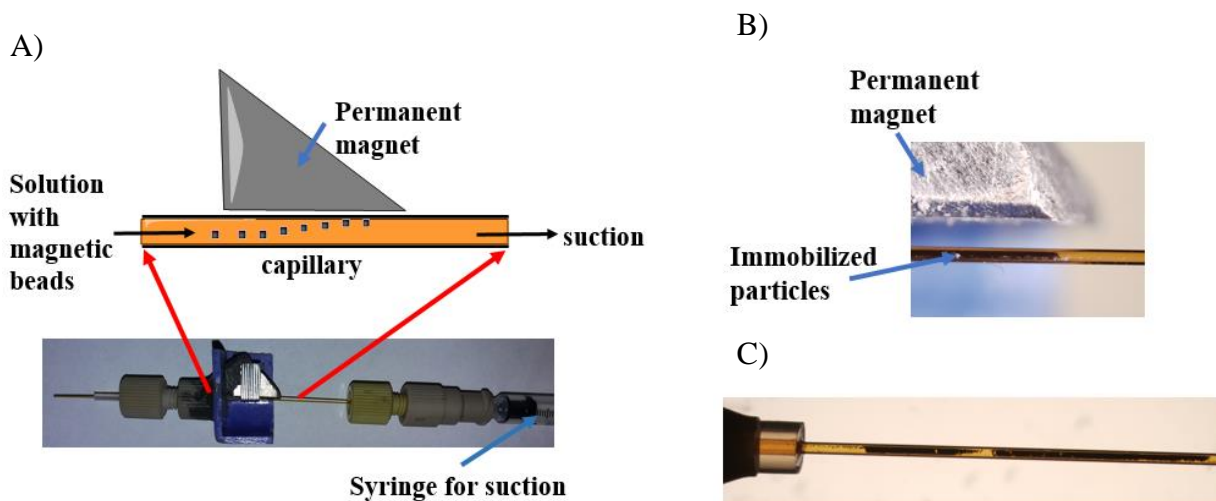 A)
Permanent
magnet
Solution
with
magnetic
beads
suction
capillary
Syringe for suction
B)
Permanent
magnet
Immobilized
particles
C)